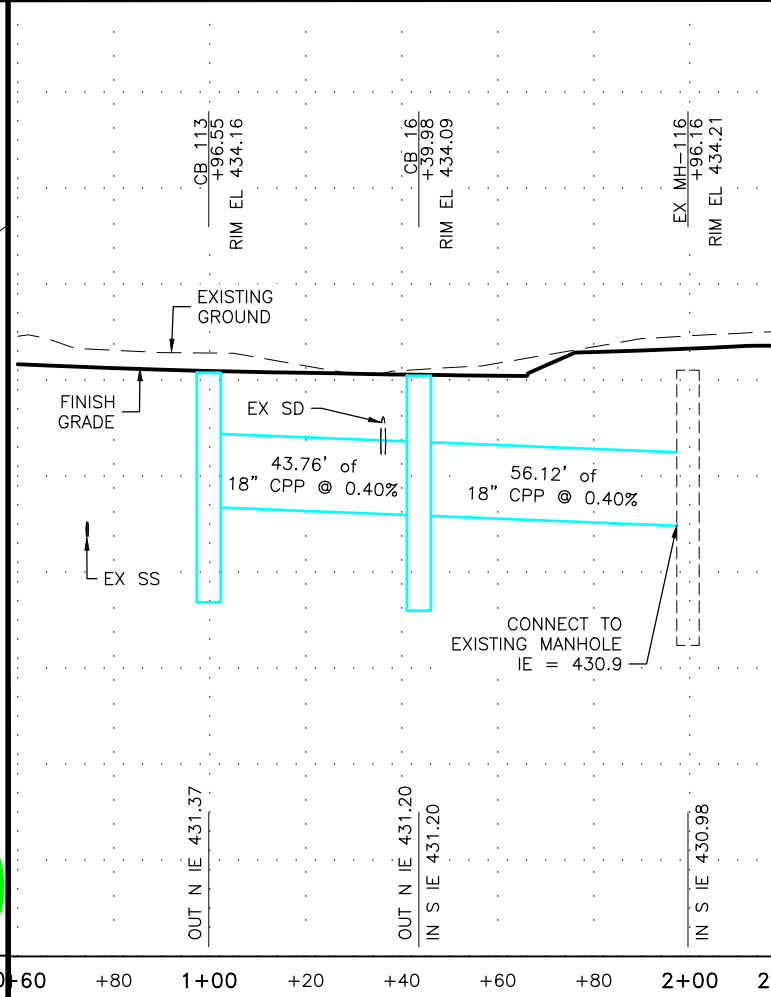 CB 113
+96.55
RIM EL 434.16
CB 16
+39.98
RIM EL 434.09
EX MH-116
+96.16
RIM EL 434.21
EXISTING
GROUND
FINISH
GRADE
EX SD
43.76' of
18" CPP @ 0.40%
56.12' of
18" CPP @ 0.40%
EX SS
CONNECT TO
EXISTING MANHOLE
IE = 430.9
OUT N IE 431.37
OUT N IE 431.20
IN S IE 431.20
IN S IE 430.98
+60
+80
1+00
+20
+40
+60
+80
2+00
2